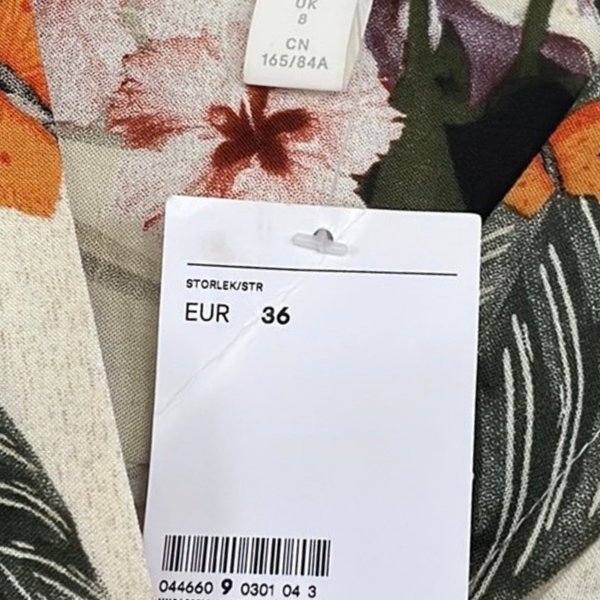 UK
8
CN
165/84A
STORLEK/STR
EUR 36
044660 9 0301 04 3